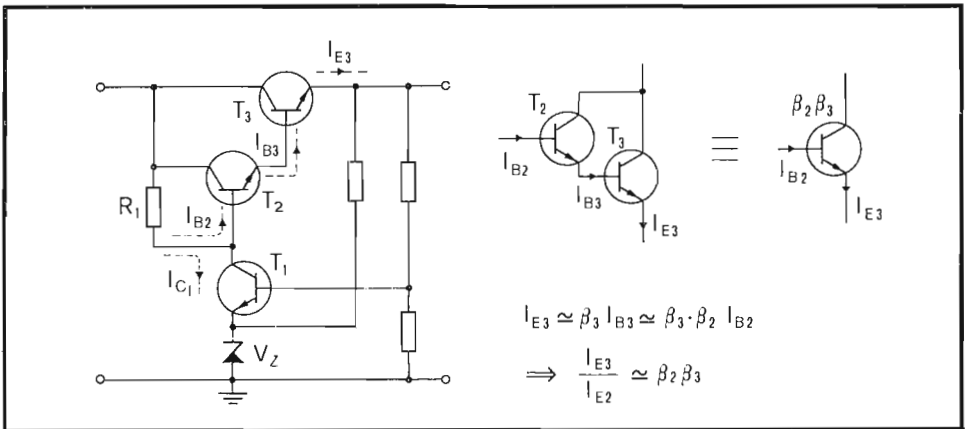 I_E3
T_3
I_B3
T_2
R_1
I_B2
T_1
I_C1
V_Z
T_2
I_B2
T_3
I_B3
I_E3
≡
β_2β_3
I_B2
I_E3
I_E3 ≃ β_3 I_B3 ≃ β_3·β_2 I_B2
⟹ I_E3/I_E2 ≃ β_2β_3